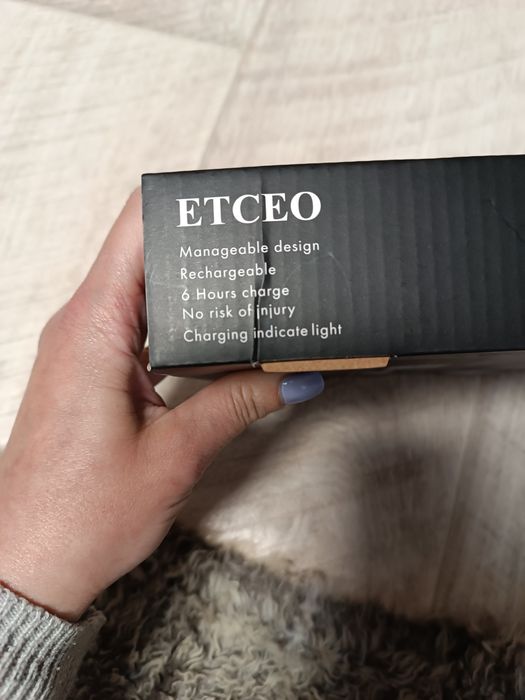 ETCEO
Manageable design
Rechargeable
6 Hours charge
No risk of injury
Charging indicate light